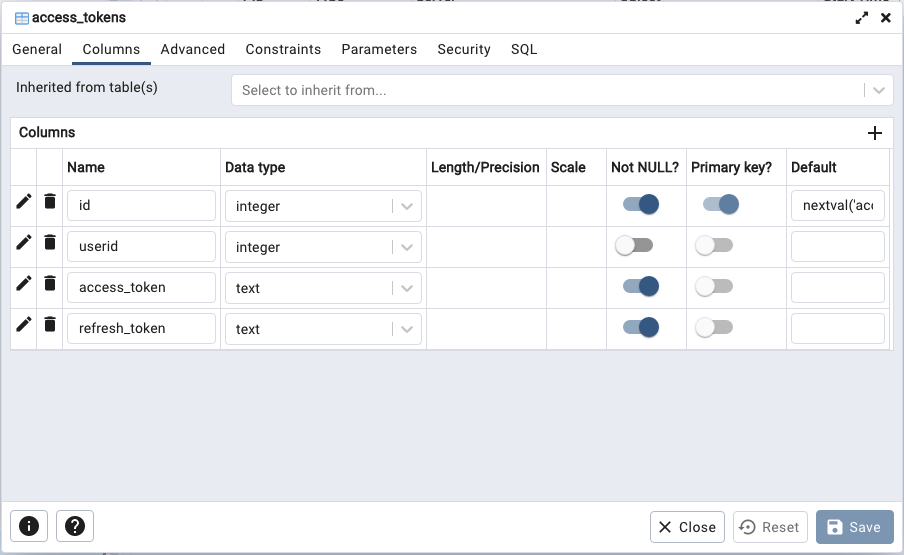 access_tokens
General Columns Advanced Constraints Parameters Security SQL
Inherited from table(s) Select to inherit from...
Columns
Name Data type Length/Precision Scale Not NULL? Primary key? Default
id integer nextval('acc
userid integer
access_token text
refresh_token text
Close Reset Save